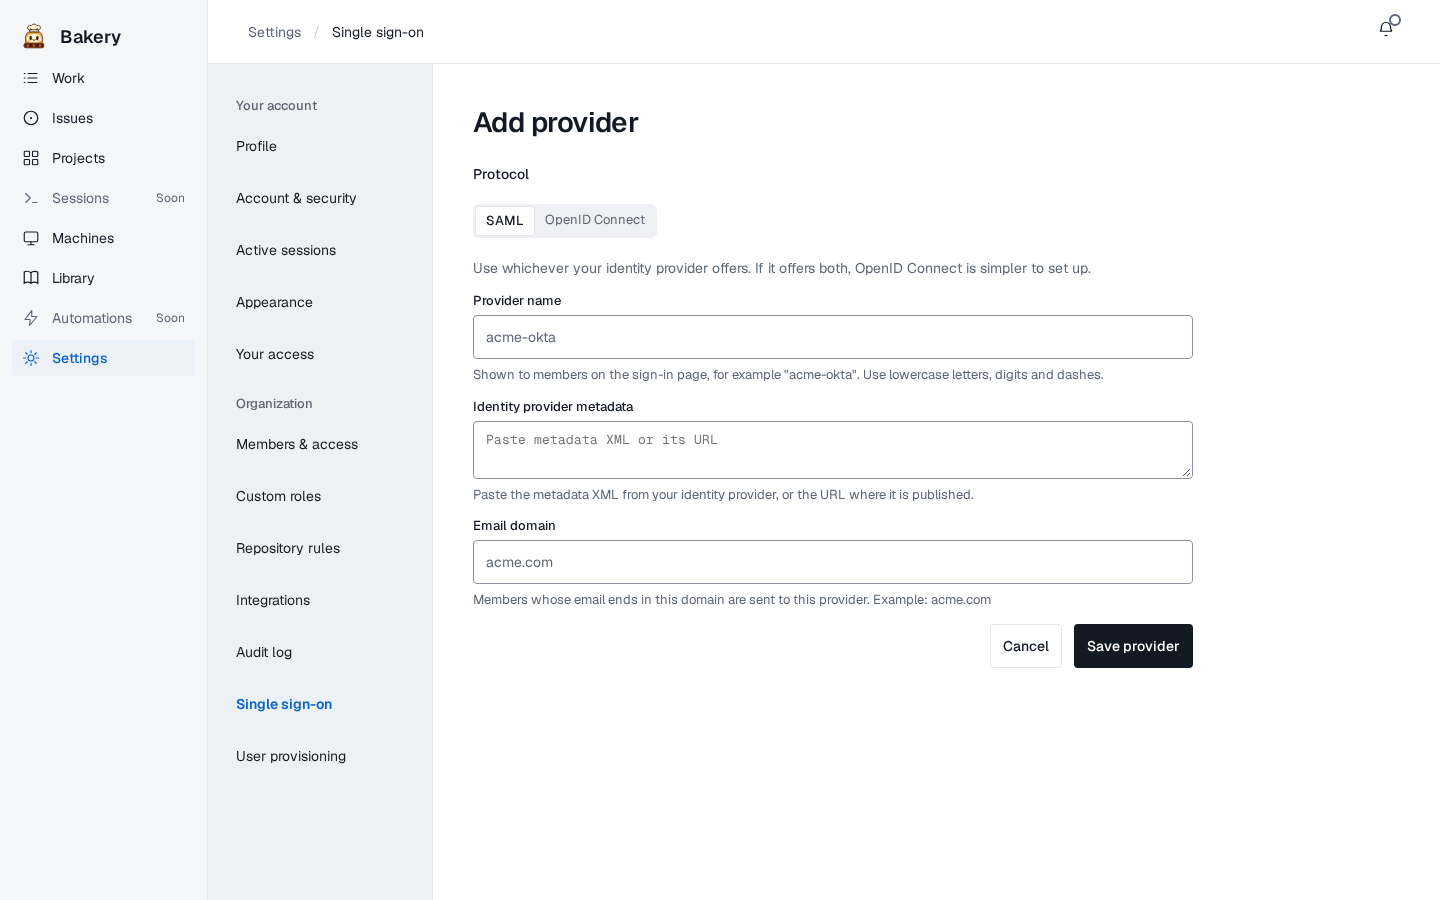 Bakery
Work
Issues
Projects
Sessions Soon
Machines
Library
Automations Soon
Settings
Settings / Single sign-on
Your account
Profile
Account & security
Active sessions
Appearance
Your access
Organization
Members & access
Custom roles
Repository rules
Integrations
Audit log
Single sign-on
User provisioning
Add provider
Protocol
SAML OpenID Connect
Use whichever your identity provider offers. If it offers both, OpenID Connect is simpler to set up.
Provider name
acme-okta
Shown to members on the sign-in page, for example "acme-okta". Use lowercase letters, digits and dashes.
Identity provider metadata
Paste metadata XML or its URL
Paste the metadata XML from your identity provider, or the URL where it is published.
Email domain
acme.com
Members whose email ends in this domain are sent to this provider. Example: acme.com
Cancel Save provider